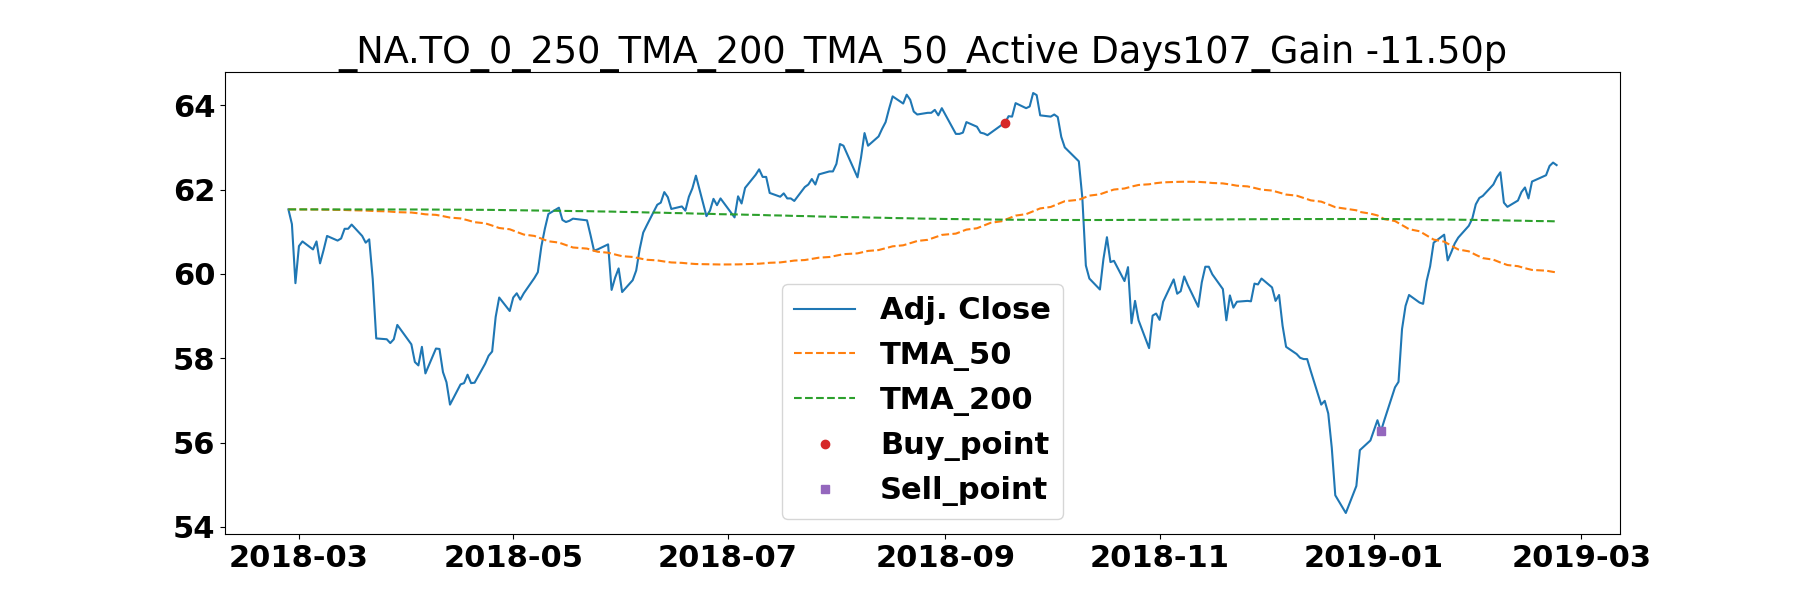 _NA.TO_0_250_TMA_200_TMA_50_Active Days107_Gain -11.50p
64
62
60
58
56
54
Adj. Close
TMA_50
TMA_200
Buy_point
Sell_point
2018-03 2018-05 2018-07 2018-09 2018-11 2019-01 2019-03